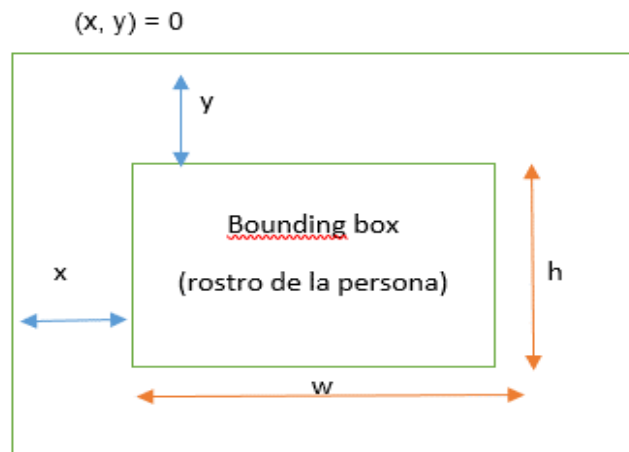 (x, y) = 0
y
Bounding box
(rostro de la persona)
x
h
w